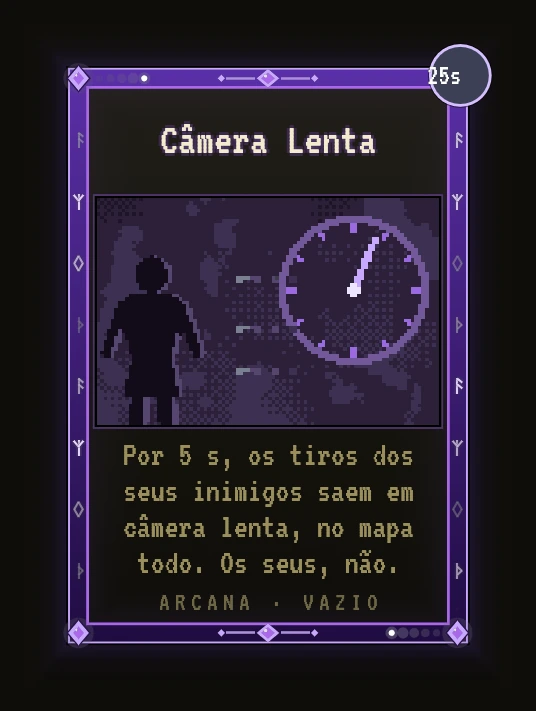 25s
Câmera Lenta
Por 5 s, os tiros dos
seus inimigos saem em
câmera lenta, no mapa
todo. Os seus, não.
ARCANA · VAZIO